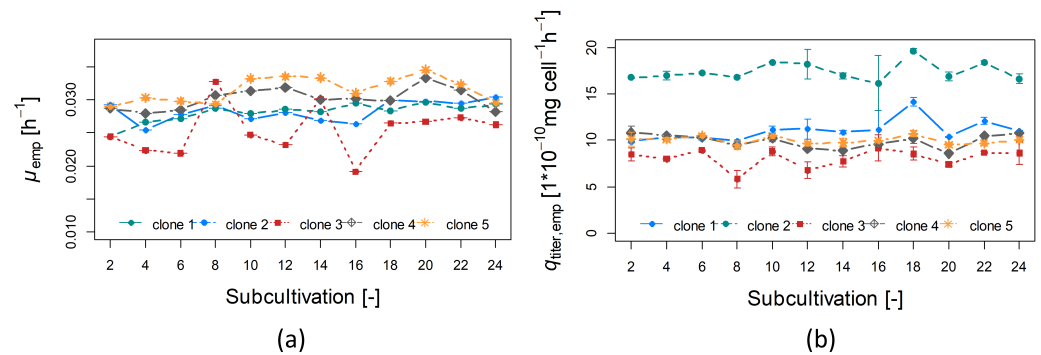 μemp [h⁻¹]
0.010 0.020 0.030
clone 1 clone 2 clone 3 clone 4 clone 5
2 4 6 8 10 12 14 16 18 20 22 24
Subcultivation [-]
(a)
qtiter,emp [1*10⁻¹⁰mg cell⁻¹h⁻¹]
0 5 10 15 20
clone 1 clone 2 clone 3 clone 4 clone 5
2 4 6 8 10 12 14 16 18 20 22 24
Subcultivation [-]
(b)